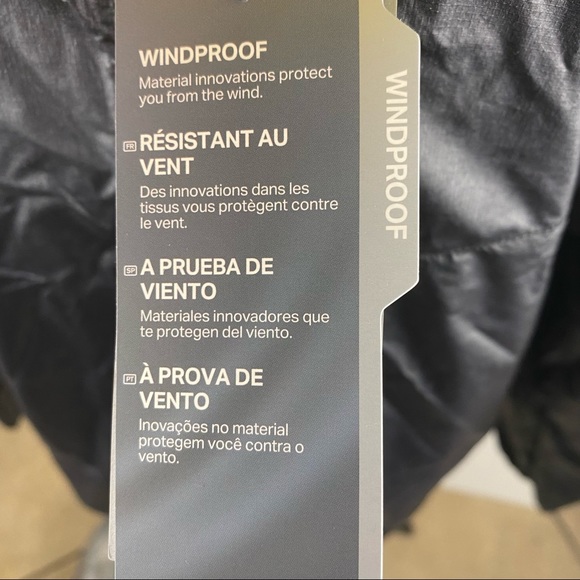 WINDPROOF
Material innovations protect
you from the wind.
FR RÉSISTANT AU
VENT
Des innovations dans les
tissus vous protègent contre
le vent.
SP A PRUEBA DE
VIENTO
Materiales innovadores que
te protegen del viento.
PT À PROVA DE
VENTO
Inovações no material
protegem você contra o
vento.
WINDPROOF